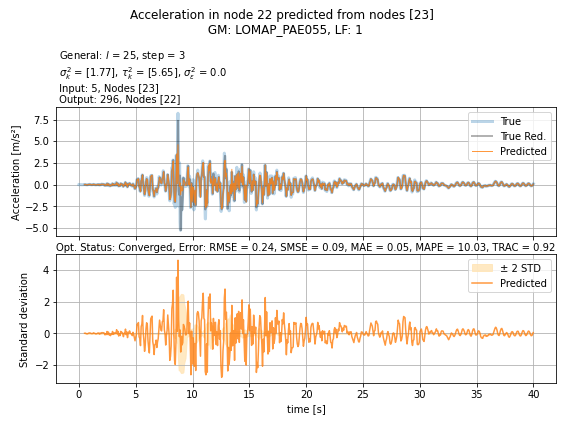 Acceleration in node 22 predicted from nodes [23]
GM: LOMAP_PAE055, LF: 1
General: l = 25, step = 3
σ²ₖ = [1.77], τ²ₖ = [5.65], σ²ε = 0.0
Input: 5, Nodes [23]
Output: 296, Nodes [22]
Acceleration [m/s²]
7.5
5.0
2.5
0.0
−2.5
−5.0
True
True Red.
Predicted
Opt. Status: Converged, Error: RMSE = 0.24, SMSE = 0.09, MAE = 0.05, MAPE = 10.03, TRAC = 0.92
Standard deviation
4
2
0
−2
± 2 STD
Predicted
0 5 10 15 20 25 30 35 40
time [s]